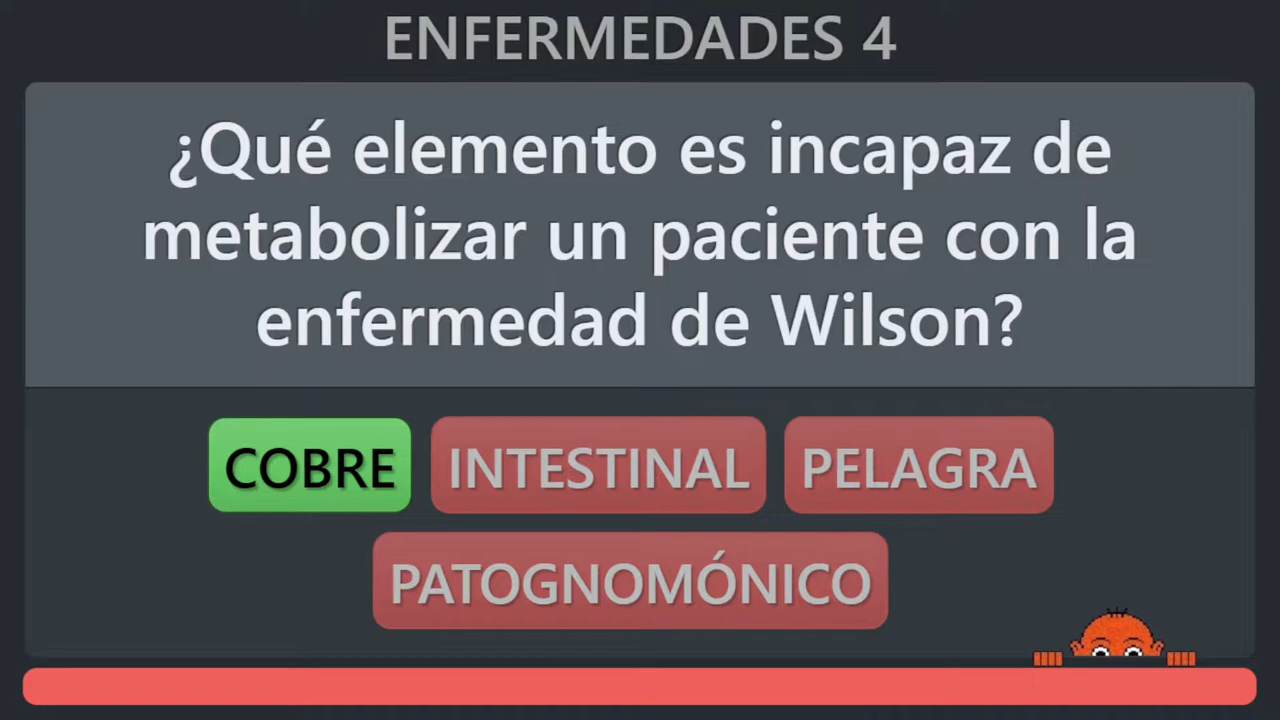 ENFERMEDADES 4
¿Qué elemento es incapaz de
metabolizar un paciente con la
enfermedad de Wilson?
COBRE INTESTINAL PELAGRA
PATOGNOMÓNICO